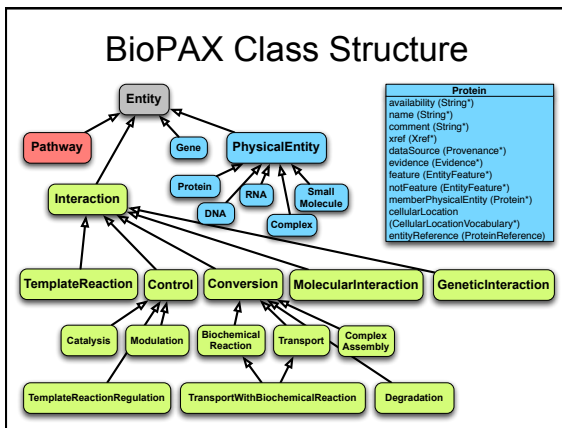 BioPAX Class Structure
Entity
Protein
availability (String*)
name (String*)
comment (String*)
xref (Xref*)
dataSource (Provenance*)
evidence (Evidence*)
feature (EntityFeature*)
notFeature (EntityFeature*)
memberPhysicalEntity (Protein*)
cellularLocation
(CellularLocationVocabulary*)
entityReference (ProteinReference)
Pathway
Gene
PhysicalEntity
Protein
RNA
Small
Molecule
DNA
Complex
Interaction
TemplateReaction
Control
Conversion
MolecularInteraction
GeneticInteraction
Catalysis
Modulation
Biochemical
Reaction
Transport
Complex
Assembly
TemplateReactionRegulation
TransportWithBiochemicalReaction
Degradation